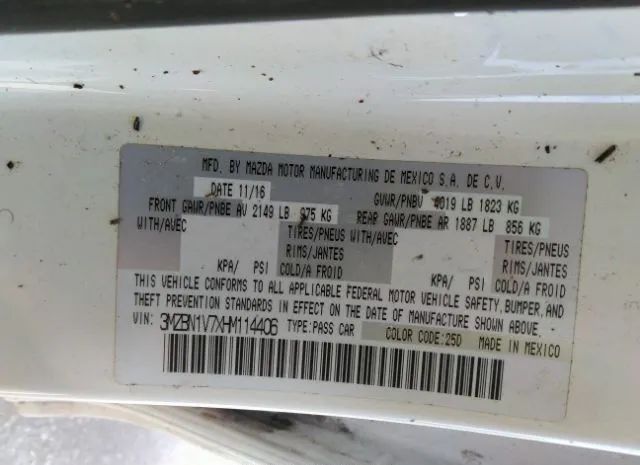 MFD. BY MAZDA MOTOR MANUFACTURING DE MEXICO S.A. DE C.V.
DATE 11/16 GVWR/PNBV 4019 LB 1823 KG
FRONT GAWR/PNBE AV 2149 LB 975 KG REAR GAWR/PNBE AR 1887 LB 856 KG
WITH/AVEC TIRES/PNEUS WITH/AVEC TIRES/PNEUS
RIMS/JANTES RIMS/JANTES
KPA/ PSI COLD/A FROID KPA/ PSI COLD/A FROID
THIS VEHICLE CONFORMS TO ALL APPLICABLE FEDERAL MOTOR VEHICLE SAFETY, BUMPER, AND
THEFT PREVENTION STANDARDS IN EFFECT ON THE DATE OF MANUFACTURE SHOWN ABOVE.
VIN: 3MZBN1V7XHM114406 TYPE:PASS CAR COLOR CODE:25D MADE IN MEXICO